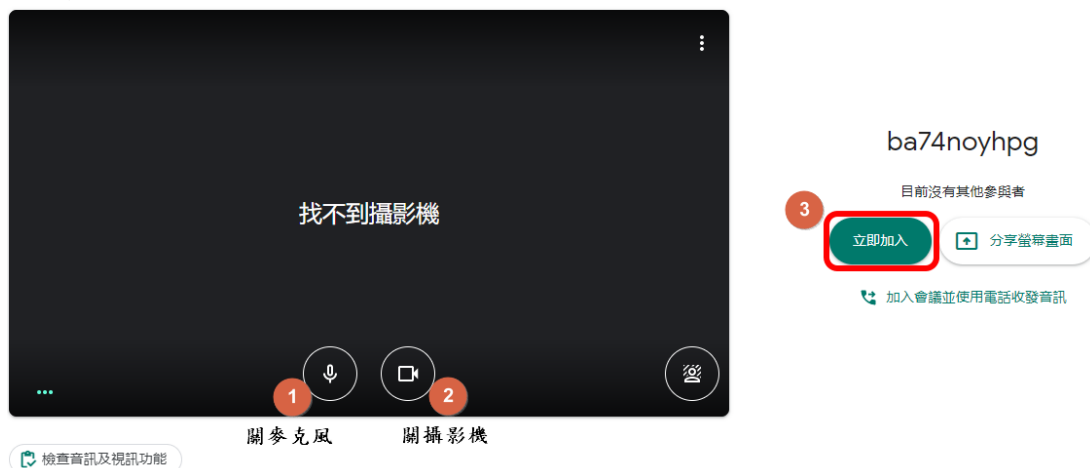 找不到攝影機
1
2
關麥克風
關攝影機
檢查音訊及視訊功能
ba74noyhpg
目前沒有其他參與者
3
立即加入
分享螢幕畫面
加入會議並使用電話收發音訊